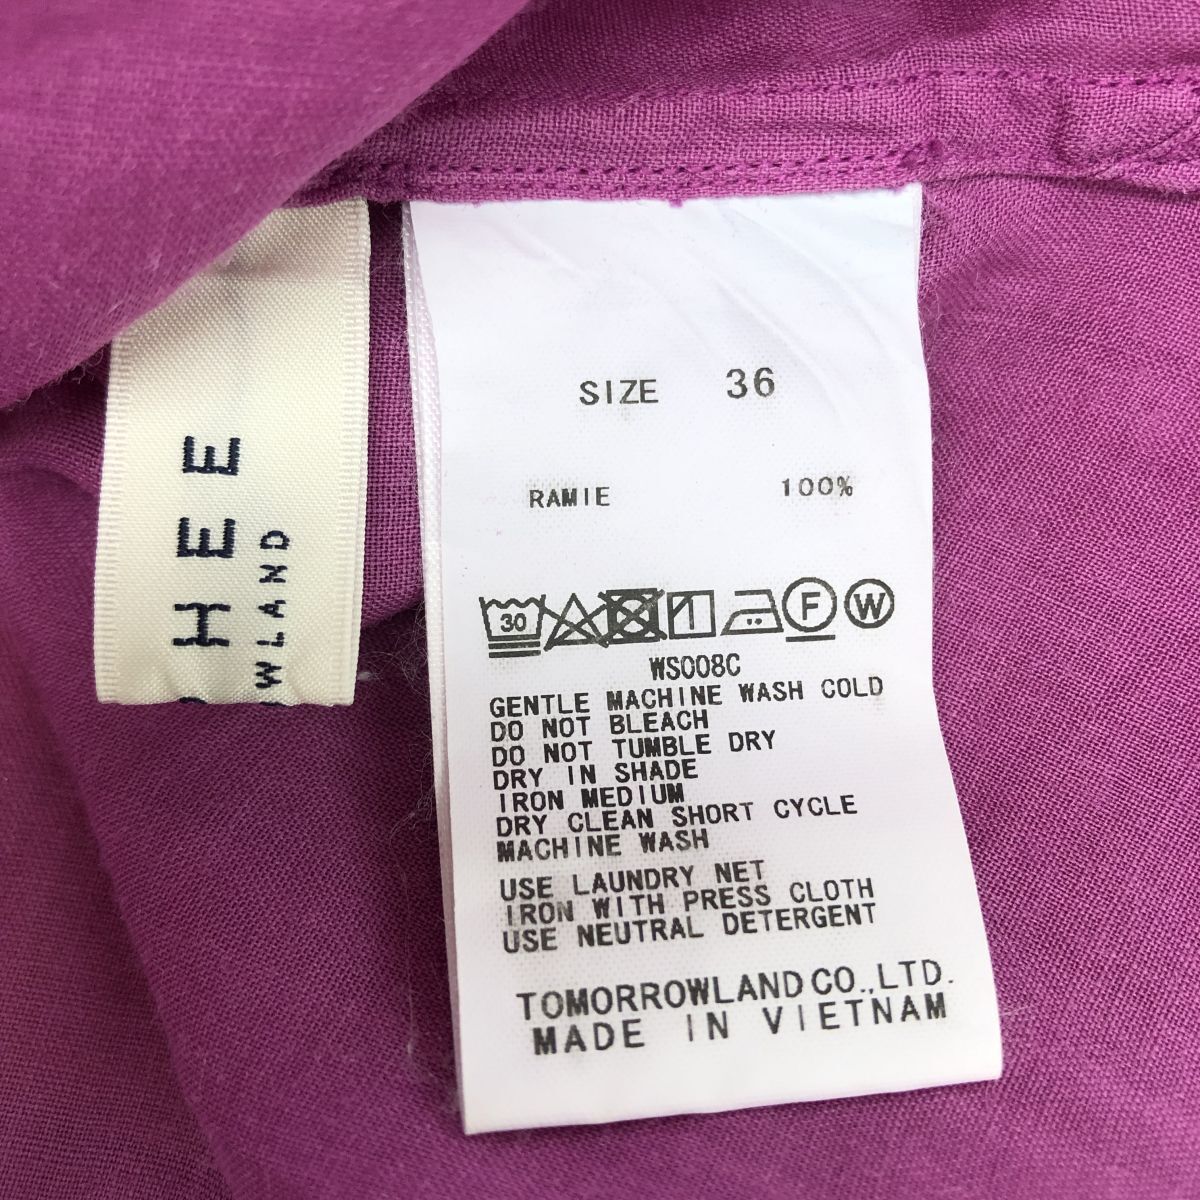 HEE
WLAND
SIZE 36
RAMIE 100%
30 F W
WS008C
GENTLE MACHINE WASH COLD
DO NOT BLEACH
DO NOT TUMBLE DRY
DRY IN SHADE
IRON MEDIUM
DRY CLEAN SHORT CYCLE
MACHINE WASH
USE LAUNDRY NET
IRON WITH PRESS CLOTH
USE NEUTRAL DETERGENT
TOMORROWLAND CO.,LTD.
MADE IN VIETNAM